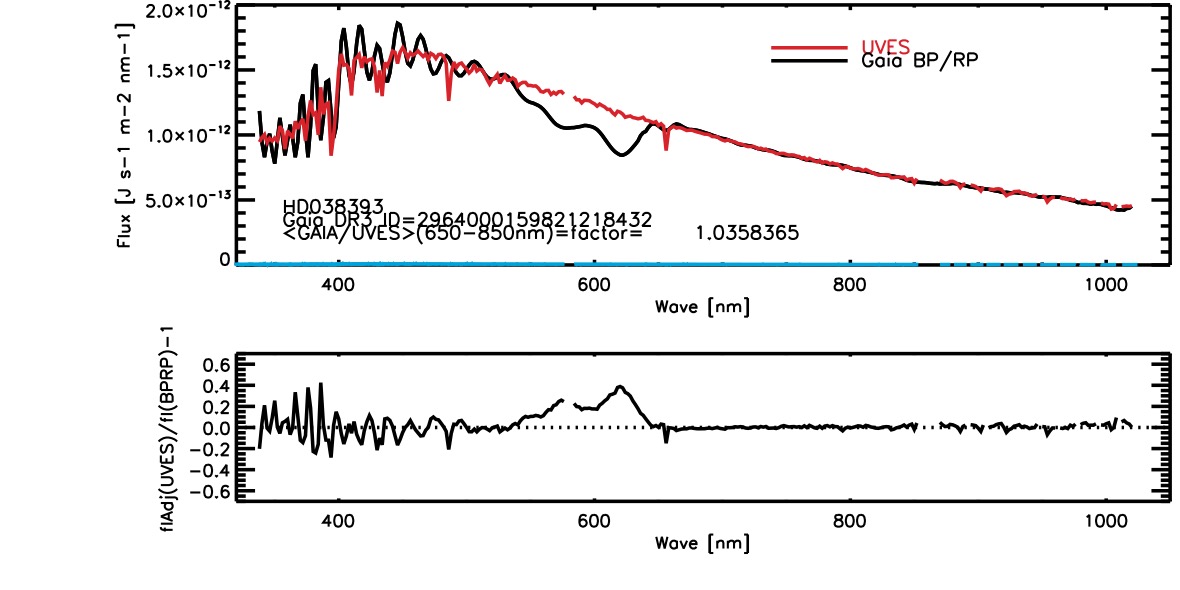 2.0×10−12
1.5×10−12
1.0×10−12
5.0×10−13
0
Flux [J s−1 m−2 nm−1]
UVES
Gaia BP/RP
HD038393
Gaia DR3 ID=2964000159821218432
<GAIA/UVES>(650−850nm)=factor= 1.0358365
400 600 800 1000
Wave [nm]
0.6
0.4
0.2
0.0
−0.2
−0.4
−0.6
flAdj(UVES)/fl(BPRP)−1
400 600 800 1000
Wave [nm]